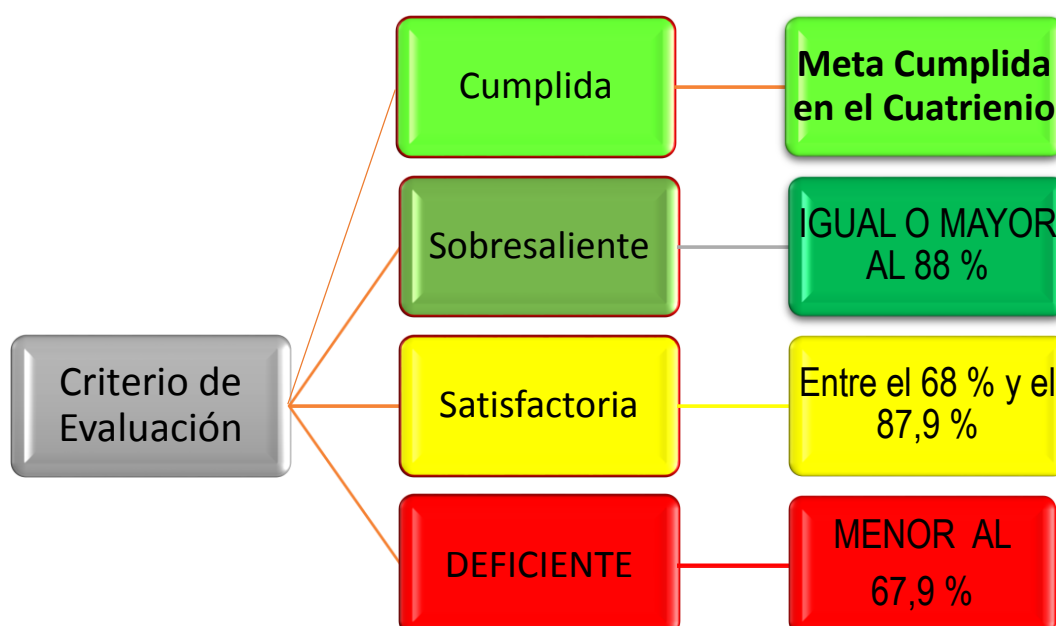 Criterio de
Evaluación
Cumplida
Meta Cumplida
en el Cuatrienio
Sobresaliente
IGUAL O MAYOR
AL 88 %
Satisfactoria
Entre el 68 % y el
87,9 %
DEFICIENTE
MENOR AL
67,9 %